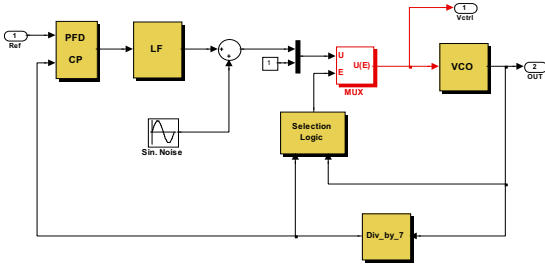 1
Vctrl
1
Ref
PFD
CP
LF
+
+
1
U
E
U(E)
MUX
VCO
2
OUT
Selection
Logic
Sin. Noise
Div_by_7